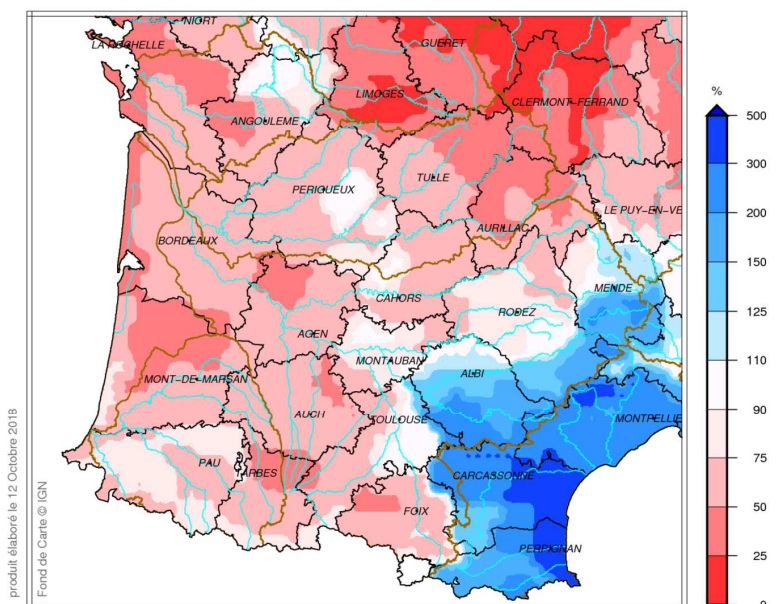 NIORT
LA ROCHELLE
GUERET
%
LIMOGES
CLERMONT-FERRAND
500
ANGOULEME
300
TULLE
PERIGUEUX
200
LE PUY-EN-VE
AURILLAC
BORDEAUX
150
MENDE
CAHORS
125
RODEZ
AGEN
110
MONTAUBAN
ALBI
MONT-DE-MARSAN
90
AUCH
TOULOUSE
MONTPELLIE
75
PAU
TARBES
CARCASSONNE
50
FOIX
25
PERPIGNAN
0
produit élaboré le 12 Octobre 2018
Fond de Carte © IGN